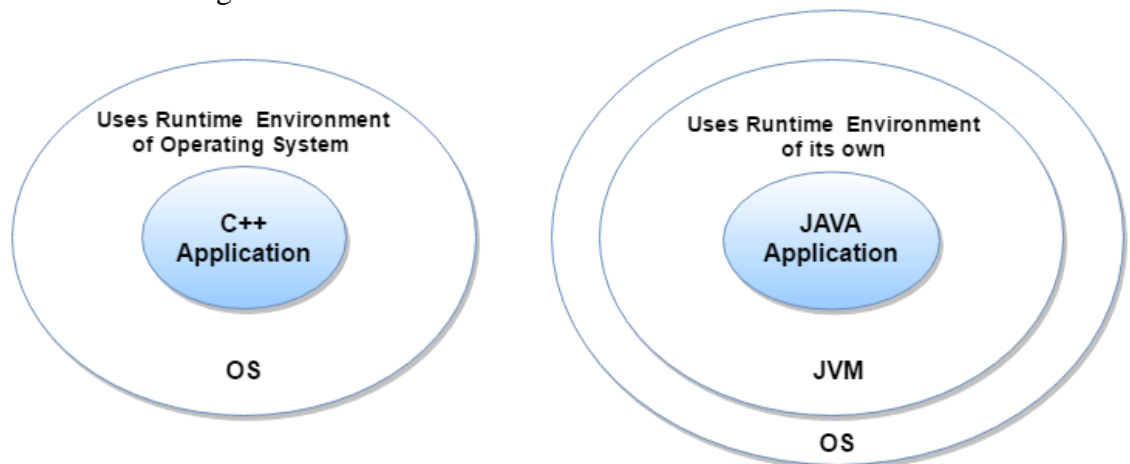 Uses Runtime Environment
of Operating System
C++
Application
OS
Uses Runtime Environment
of its own
JAVA
Application
JVM
OS